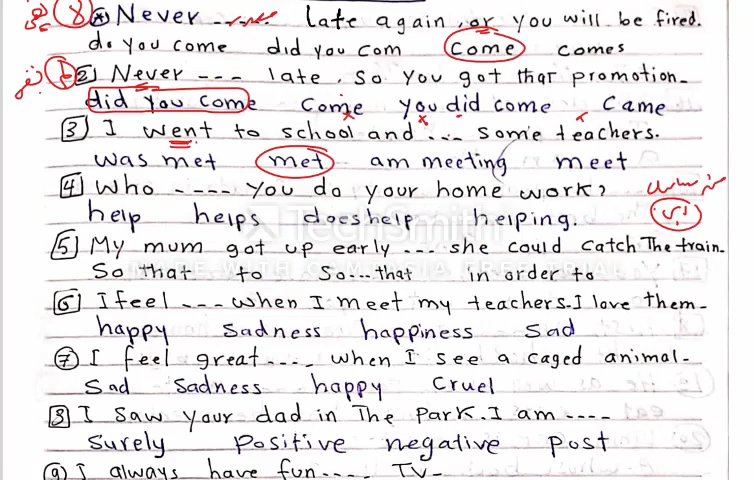 Never ...... late again, or you will be fired.
do you come did you com come comes
2 Never --- late, so you got that promotion.
did you come come you did come came
3 I went to school and ... some teachers.
was met met am meeting meet
4 Who ---- you do your home work?
help helps does help helping.
5 My mum got up early ... she could catch The train.
So that to So...that in order to
6 I feel --- when I meet my teachers. I love them.
happy Sadness happiness Sad
7 I feel great .... when I see a caged animal.
Sad Sadness happy Cruel
8 I saw your dad in The Park. I am ----
Surely Positive negative Post
9 I always have fun .... TV.
TechSmith
MADE WITH CAMTASIA FREE TRIAL